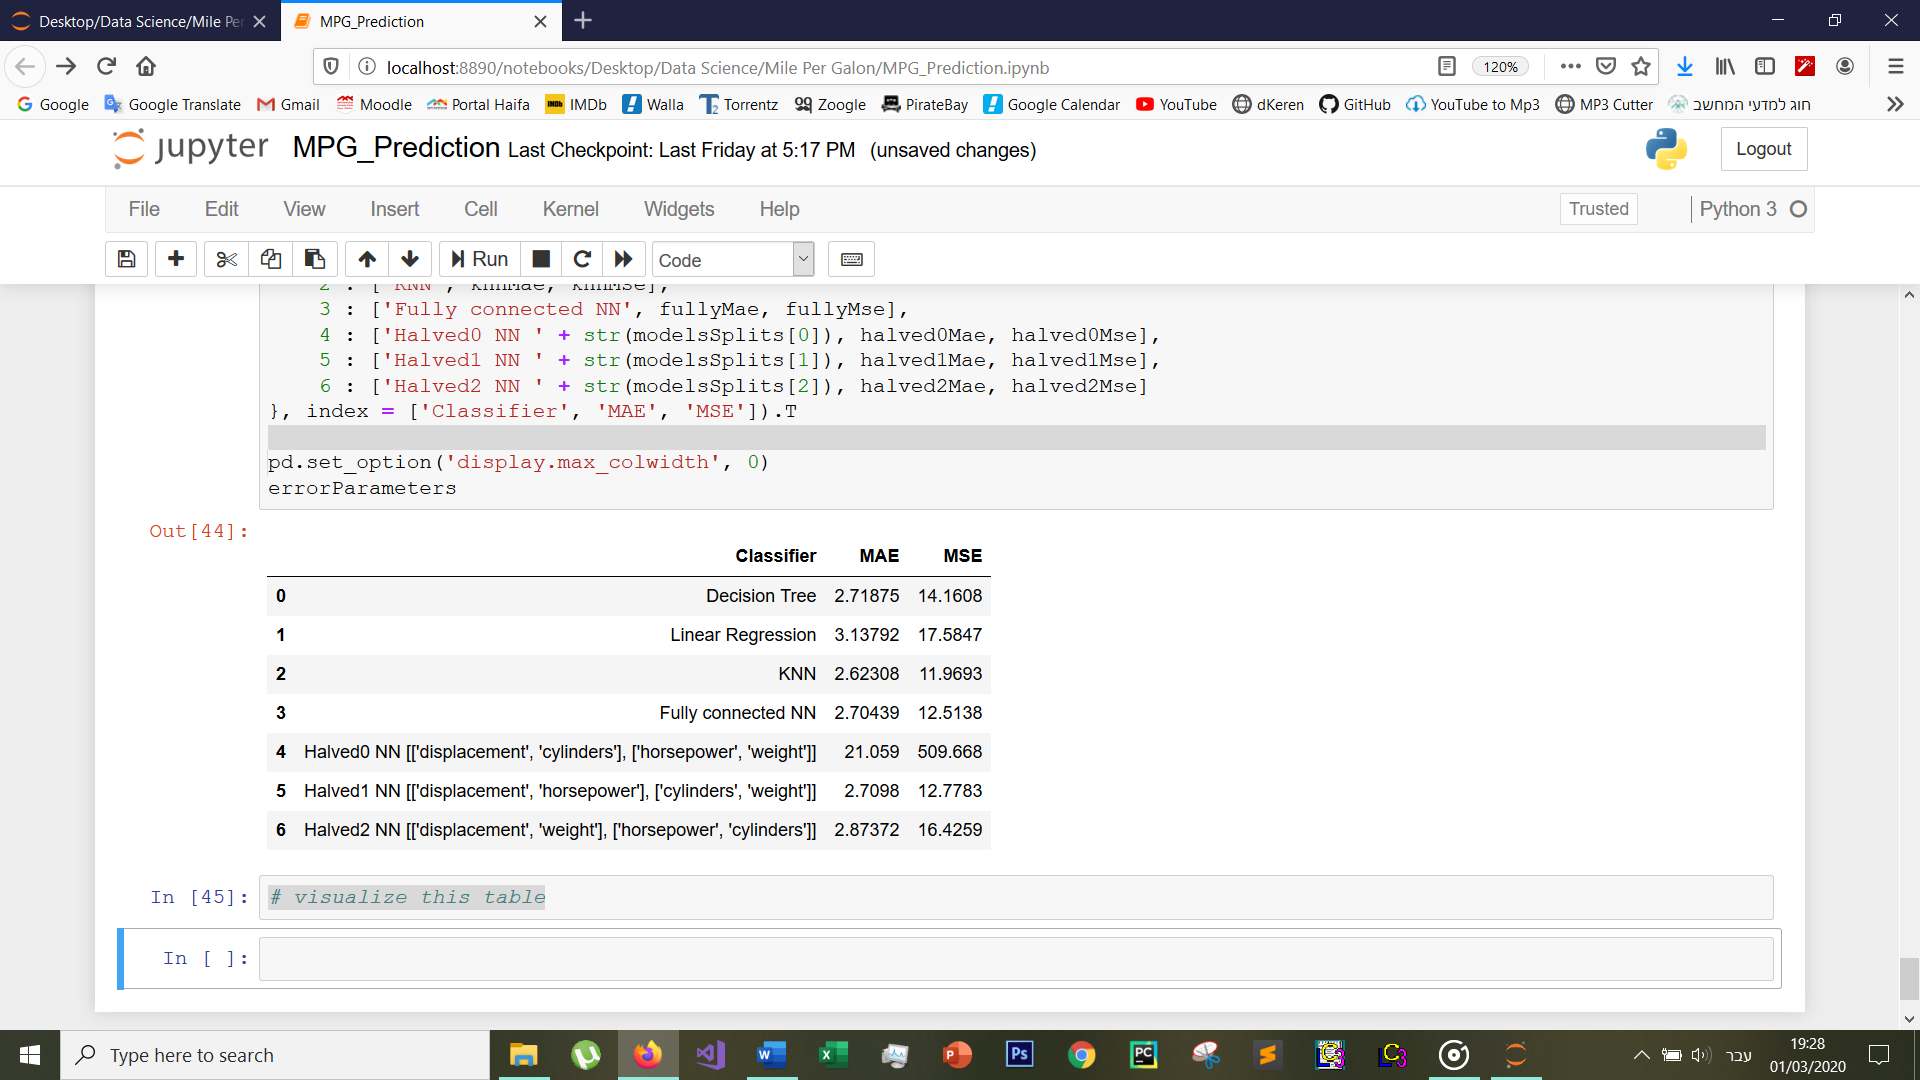 Desktop/Data Science/Mile Per
MPG_Prediction
localhost:8890/notebooks/Desktop/Data Science/Mile Per Galon/MPG_Prediction.ipynb
120%
Google
Google Translate
Gmail
Moodle
Portal Haifa
IMDb
Walla
Torrentz
Zoogle
PirateBay
Google Calendar
YouTube
dKeren
GitHub
YouTube to Mp3
MP3 Cutter
חוג למדעי המחשב
jupyter MPG_Prediction Last Checkpoint: Last Friday at 5:17 PM (unsaved changes)
Logout
File Edit View Insert Cell Kernel Widgets Help
Trusted
Python 3
Run
Code
2 : ['KNN', knnMae, knnMse],
3 : ['Fully connected NN', fullyMae, fullyMse],
4 : ['Halved0 NN ' + str(modelsSplits[0]), halved0Mae, halved0Mse],
5 : ['Halved1 NN ' + str(modelsSplits[1]), halved1Mae, halved1Mse],
6 : ['Halved2 NN ' + str(modelsSplits[2]), halved2Mae, halved2Mse]
}, index = ['Classifier', 'MAE', 'MSE']).T
pd.set_option('display.max_colwidth', 0)
errorParameters
Out[44]:
Classifier MAE MSE
0 Decision Tree 2.71875 14.1608
1 Linear Regression 3.13792 17.5847
2 KNN 2.62308 11.9693
3 Fully connected NN 2.70439 12.5138
4 Halved0 NN [['displacement', 'cylinders'], ['horsepower', 'weight']] 21.059 509.668
5 Halved1 NN [['displacement', 'horsepower'], ['cylinders', 'weight']] 2.7098 12.7783
6 Halved2 NN [['displacement', 'weight'], ['horsepower', 'cylinders']] 2.87372 16.4259
In [45]: # visualize this table
In [ ]:
Type here to search
עבר
19:28
01/03/2020